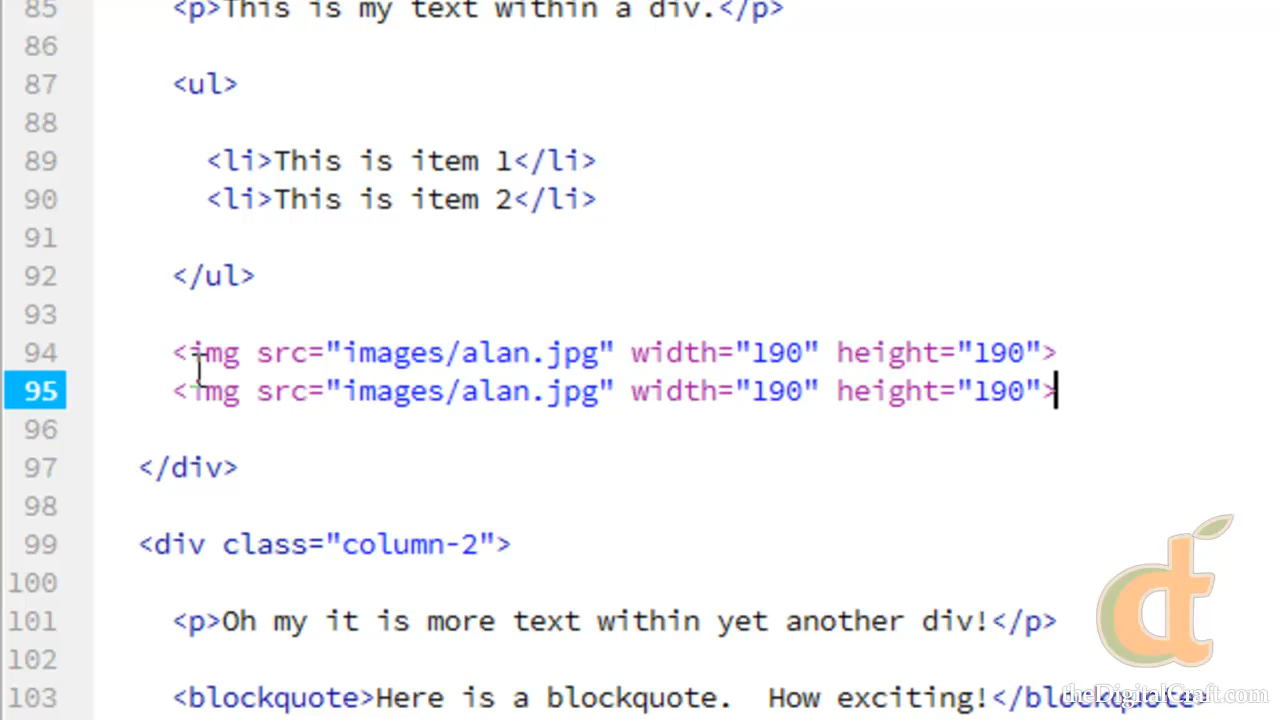 85 <p>This is my text within a div.</p>
86
87 <ul>
88
89 <li>This is item 1</li>
90 <li>This is item 2</li>
91
92 </ul>
93
94 <img src="images/alan.jpg" width="190" height="190">
95 <img src="images/alan.jpg" width="190" height="190">
96
97 </div>
98
99 <div class="column-2">
100
101 <p>Oh my it is more text within yet another div!</p>
102
103 <blockquote>Here is a blockquote.  How exciting!</blockquote>
dt
theDigitalCraft.com